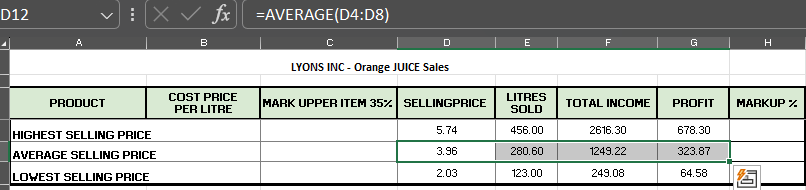 D12 fx =AVERAGE(D4:D8)
A B C D E F G H
LYONS INC - Orange JUICE Sales
PRODUCT COST PRICE PER LITRE MARK UPPER ITEM 35% SELLINGPRICE LITRES SOLD TOTAL INCOME PROFIT MARKUP %
HIGHEST SELLING PRICE 5.74 456.00 2616.30 678.30
AVERAGE SELLING PRICE 3.96 280.60 1249.22 323.87
LOWEST SELLING PRICE 2.03 123.00 249.08 64.58